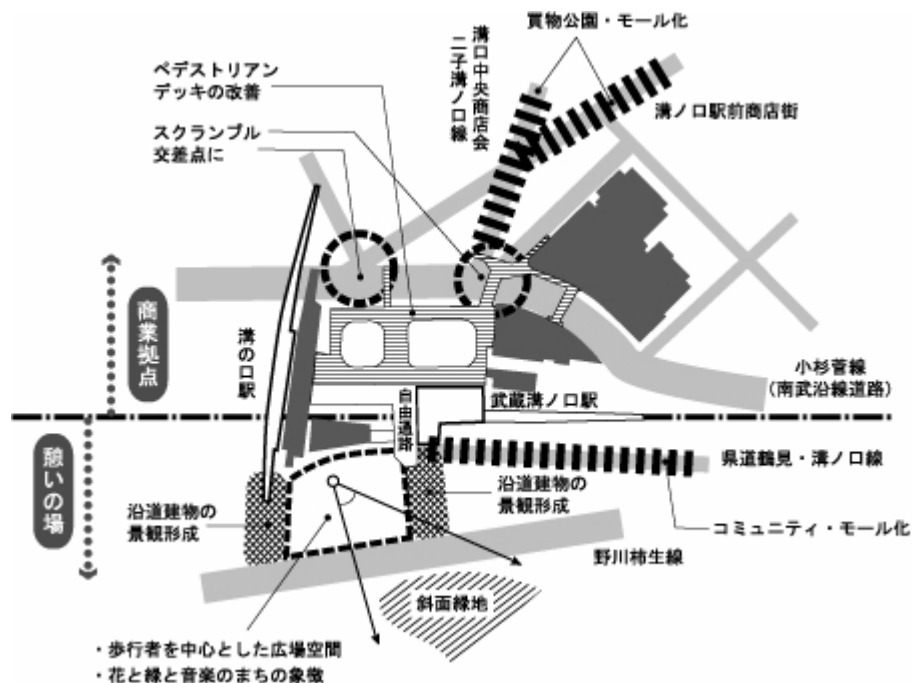 買物公園・モール化
ペデストリアン
デッキの改善
溝口中央商店会
二子溝ノ口線
溝ノ口駅前商店街
スクランブル
交差点に
商業拠点
溝の口駅
小杉菅線
(南武沿線道路)
自由通路
武蔵溝ノ口駅
憩いの場
県道鶴見・溝ノ口線
沿道建物の
景観形成
沿道建物の
景観形成
コミュニティ・モール化
野川柿生線
斜面緑地
・歩行者を中心とした広場空間
・花と緑と音楽のまちの象徴